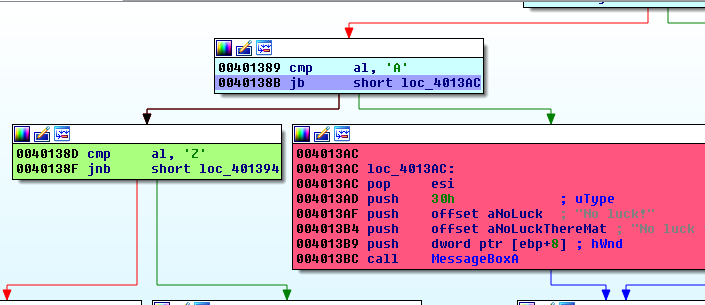 00401389 cmp al, 'A'
0040138B jb short loc_4013AC
0040138D cmp al, 'Z'
0040138F jnb short loc_401394
004013AC
004013AC loc_4013AC:
004013AC pop esi
004013AD push 30h ; uType
004013AF push offset aNoLuck ; "No luck!"
004013B4 push offset aNoLuckThereMat ; "No luck
004013B9 push dword ptr [ebp+8] ; hWnd
004013BC call MessageBoxA